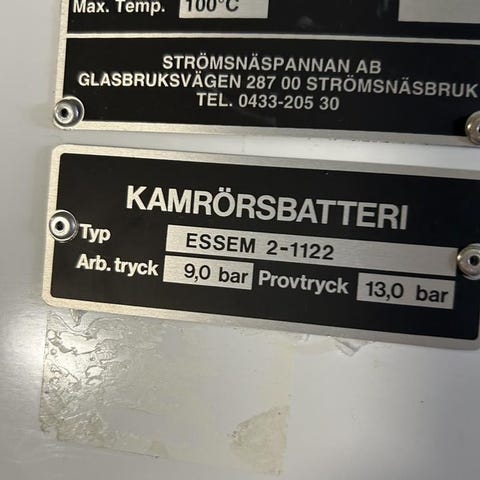 Max. Temp. 100°C
STRÖMSNÄSPANNAN AB
GLASBRUKSVÄGEN 287 00 STRÖMSNÄSBRUK
TEL. 0433-205 30
KAMRÖRSBATTERI
Typ ESSEM 2-1122
Arb. tryck 9,0 bar Provtryck 13,0 bar